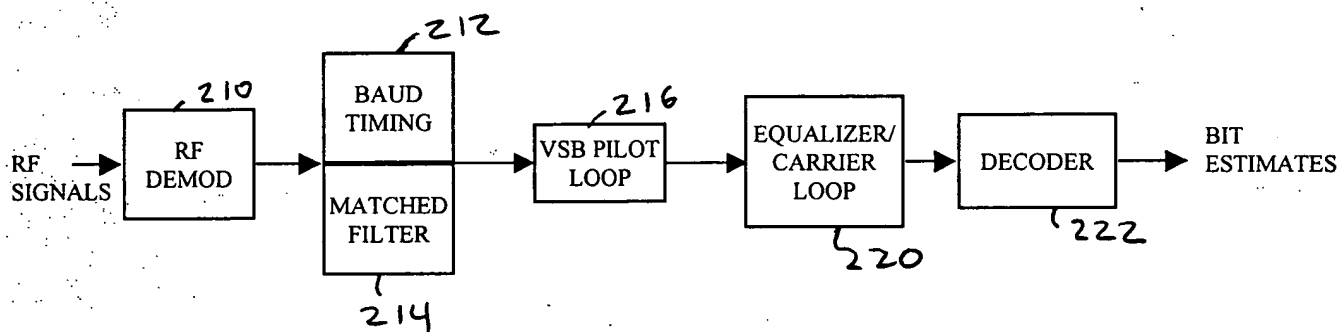 212
210
BAUD
TIMING
216
RF
SIGNALS
RF
DEMOD
MATCHED
FILTER
VSB PILOT
LOOP
EQUALIZER/
CARRIER
LOOP
DECODER
BIT
ESTIMATES
214
220
222